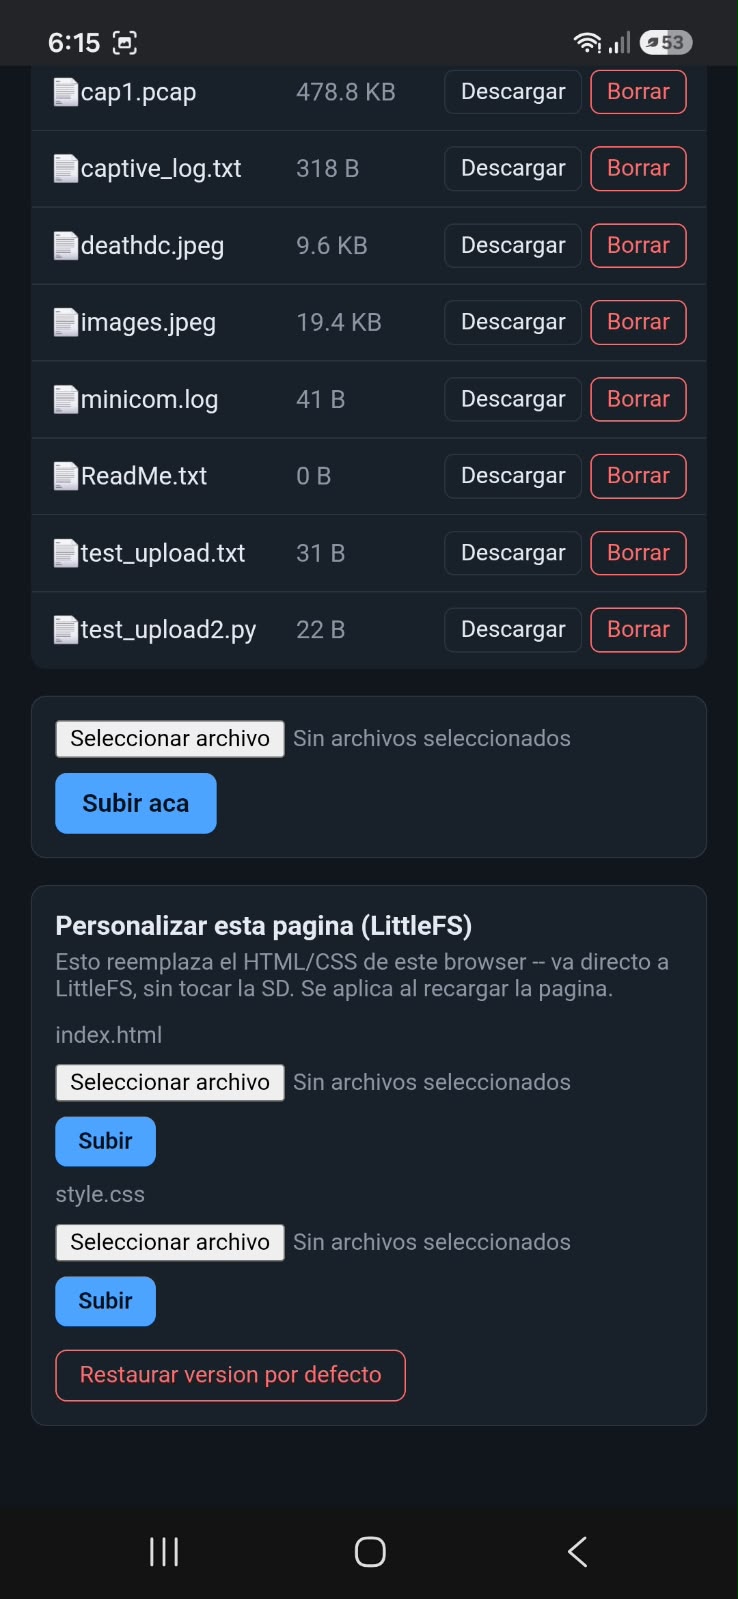 6:15 53
cap1.pcap 478.8 KB Descargar Borrar
captive_log.txt 318 B Descargar Borrar
deathdc.jpeg 9.6 KB Descargar Borrar
images.jpeg 19.4 KB Descargar Borrar
minicom.log 41 B Descargar Borrar
ReadMe.txt 0 B Descargar Borrar
test_upload.txt 31 B Descargar Borrar
test_upload2.py 22 B Descargar Borrar
Seleccionar archivo Sin archivos seleccionados
Subir aca
Personalizar esta pagina (LittleFS)
Esto reemplaza el HTML/CSS de este browser -- va directo a
LittleFS, sin tocar la SD. Se aplica al recargar la pagina.
index.html
Seleccionar archivo Sin archivos seleccionados
Subir
style.css
Seleccionar archivo Sin archivos seleccionados
Subir
Restaurar version por defecto